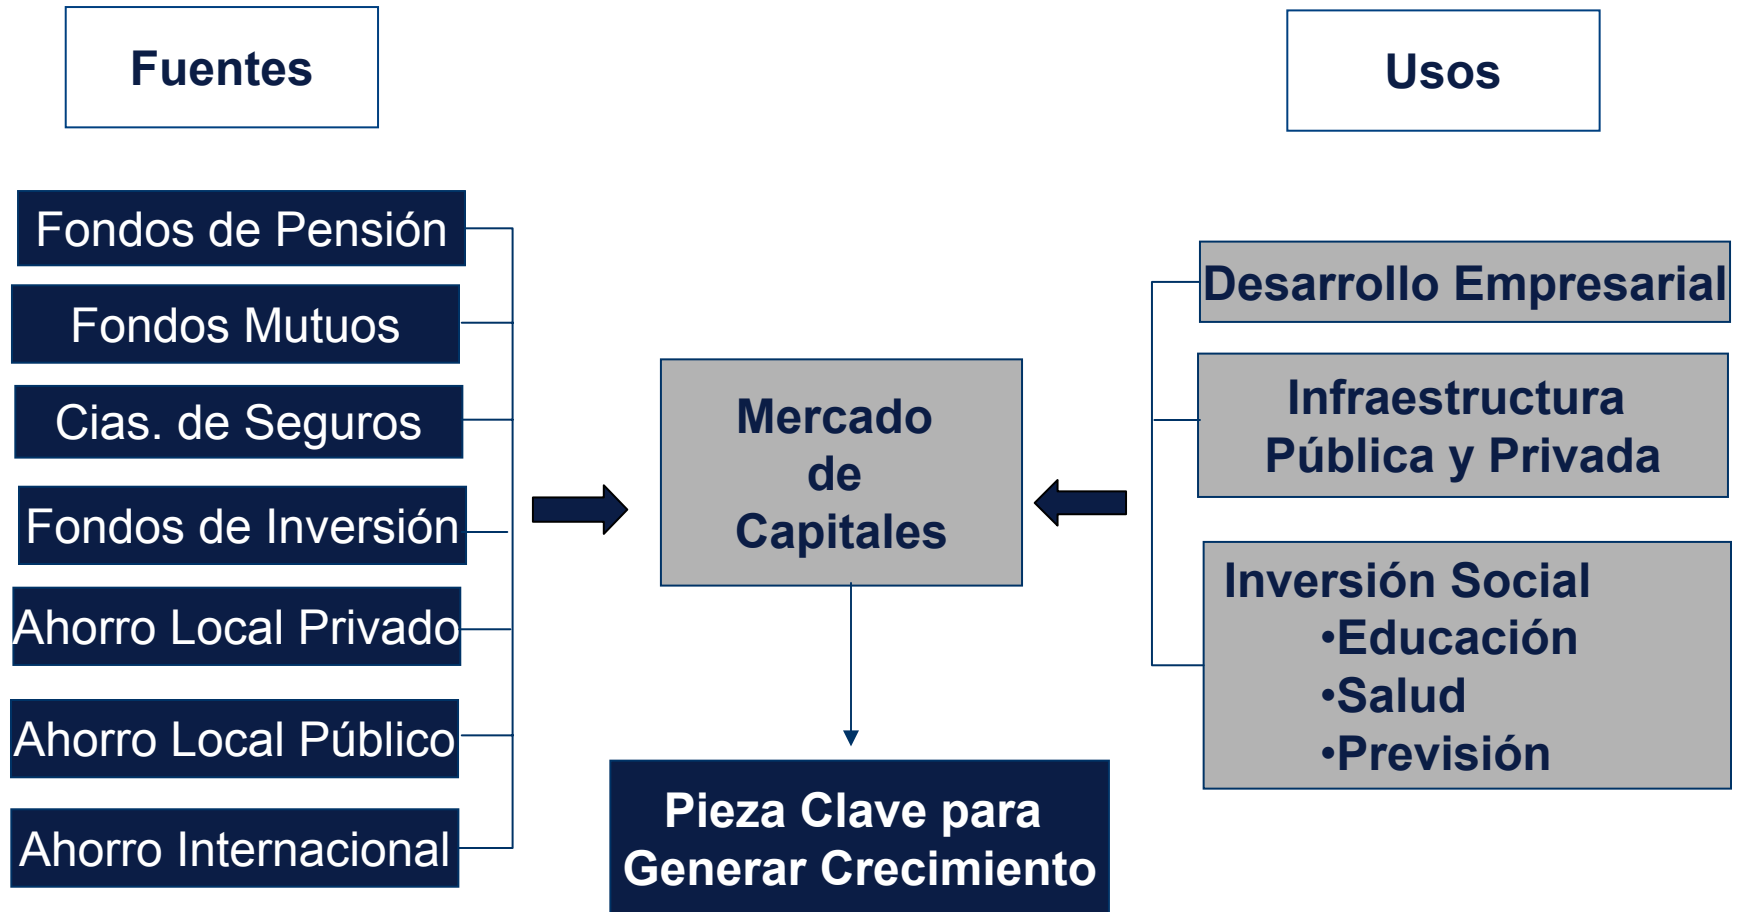 Fuentes
Usos
Fondos de Pensión
Fondos Mutuos
Cias. de Seguros
Fondos de Inversión
Ahorro Local Privado
Ahorro Local Público
Ahorro Internacional
Mercado
de
Capitales
Pieza Clave para
Generar Crecimiento
Desarrollo Empresarial
Infraestructura
Pública y Privada
Inversión Social
•Educación
•Salud
•Previsión